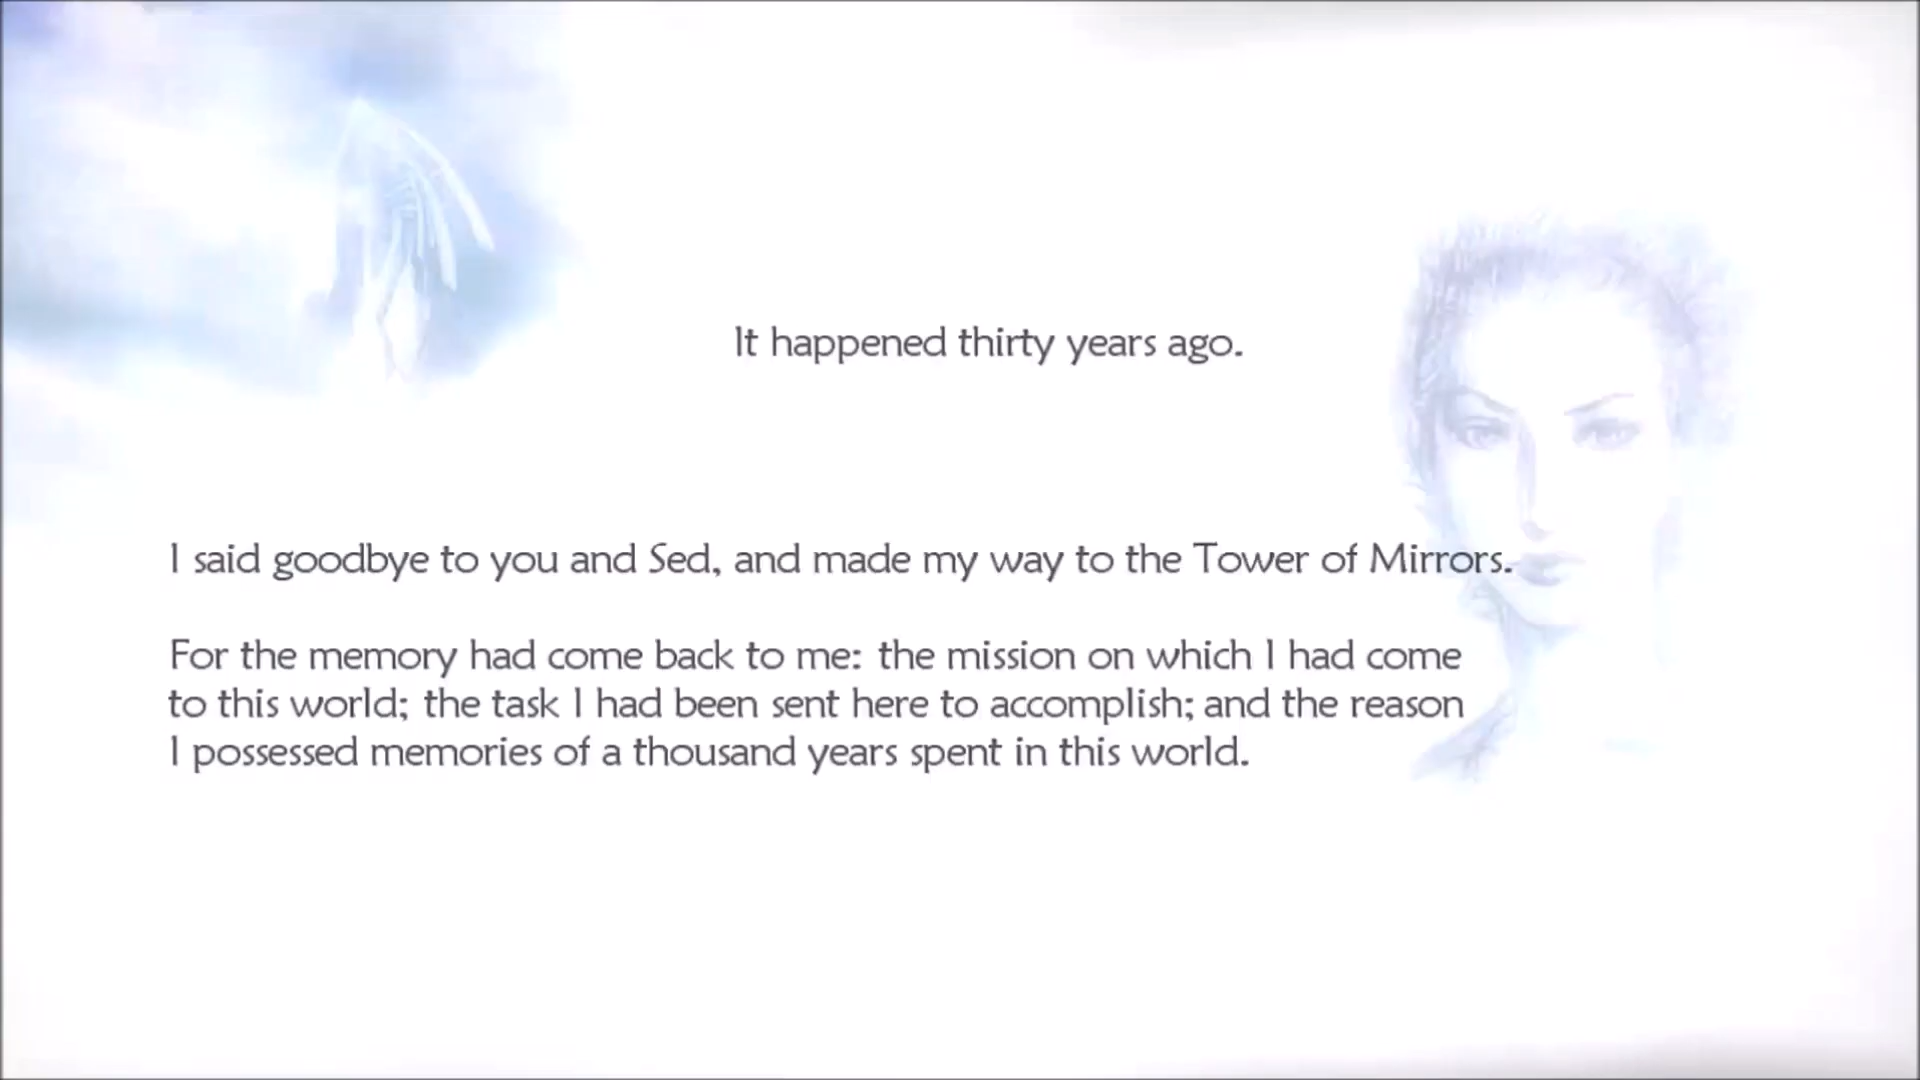 It happened thirty years ago.
I said goodbye to you and Sed, and made my way to the Tower of Mirrors.
For the memory had come back to me: the mission on which I had come
to this world; the task I had been sent here to accomplish; and the reason
I possessed memories of a thousand years spent in this world.